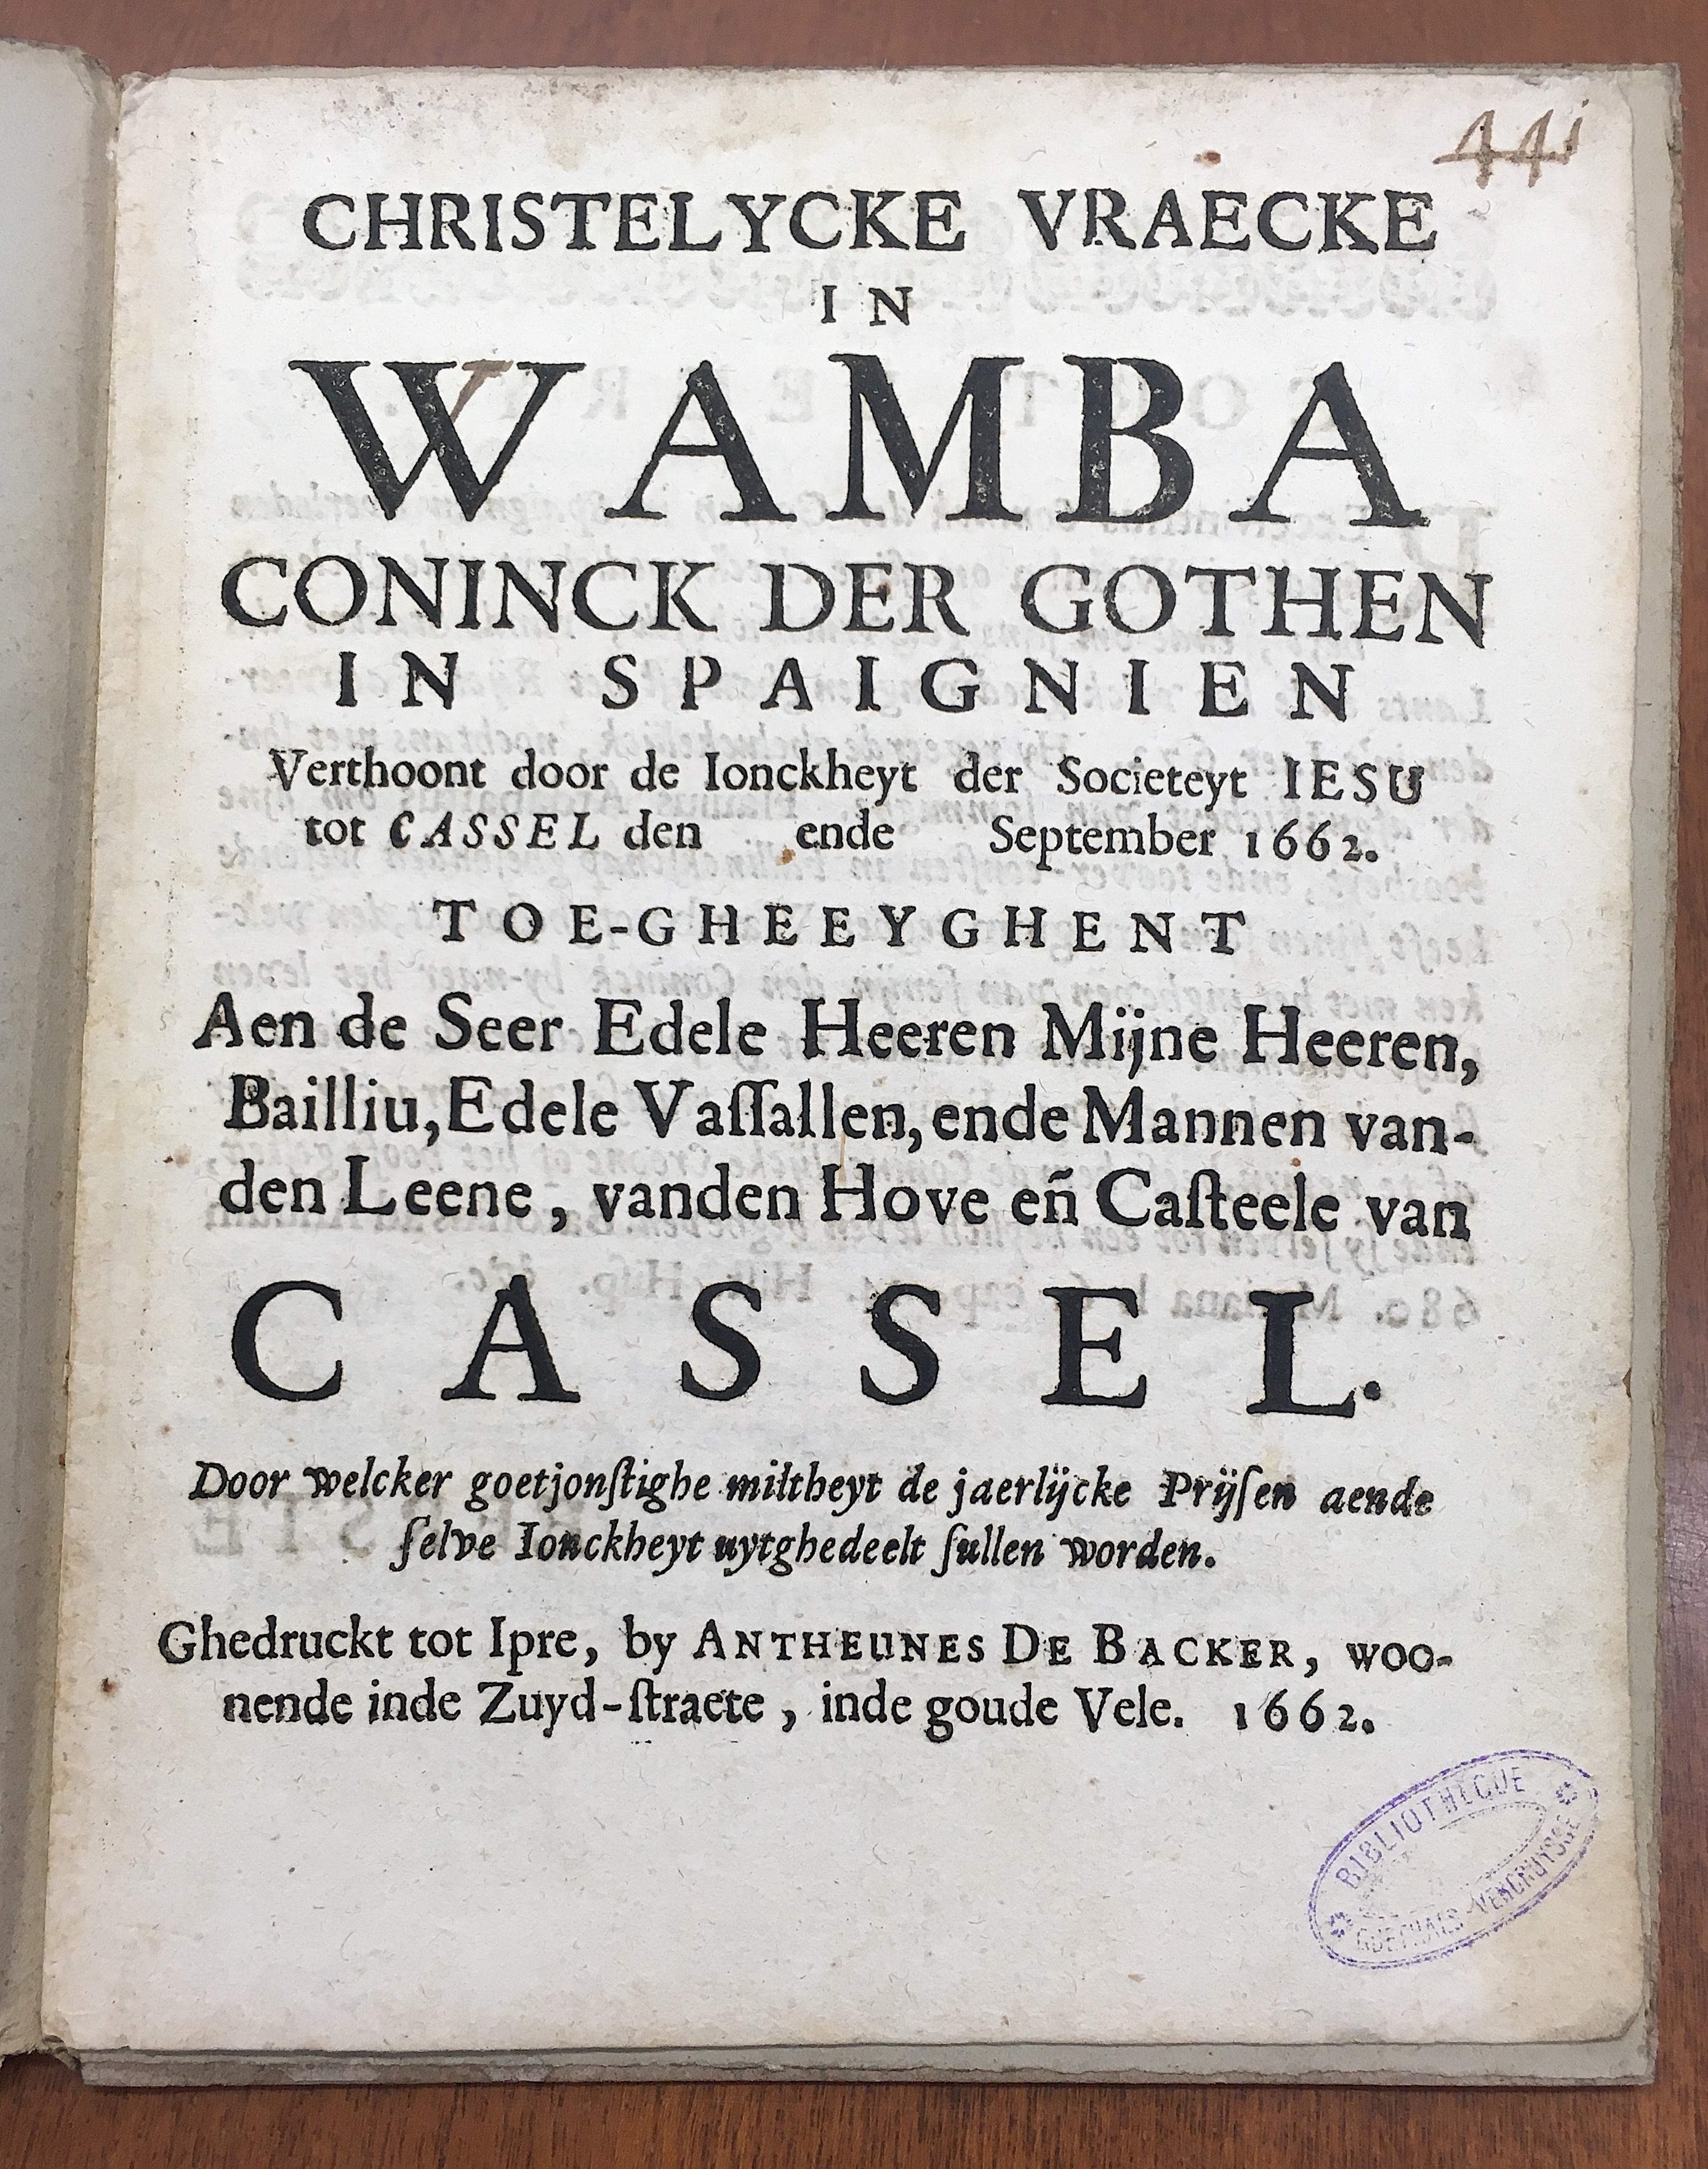 441
CHRISTELYCKE VRAECKE
IN
WAMBA
CONINCK DER GOTHEN
IN SPAIGNIEN
Verthoont door de Ionckheyt der Societeyt IESU
tot CASSEL den ende September 1662.
TOE-GHEEYGHENT
Aen de Seer Edele Heeren Mijne Heeren,
Bailliu, Edele Vaſſallen, ende Mannen van-
den Leene, vanden Hove eñ Caſteele van
CASSEL.
Door welcker goetjonſtighe miltheyt de jaerlijcke Prijſen aende
ſelve Ionckheyt uytghedeelt ſullen worden.
Ghedruckt tot Ipre, by ANTHEUNES DE BACKER, woo-
nende inde Zuyd-ſtraete, inde goude Vele. 1662.
BIBLIOTHEQUE
GOETHALS-VERCRUYSSE